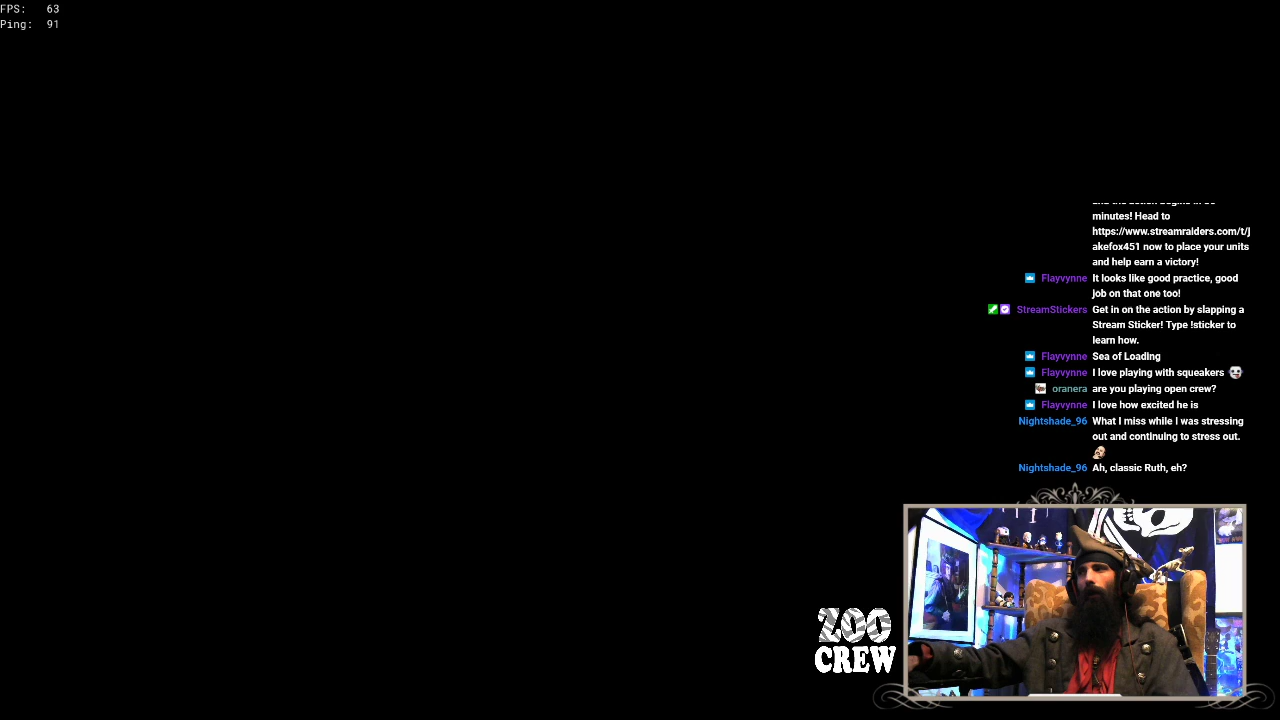 FPS: 63
Ping: 91
minutes! Head to
https://www.streamraiders.com/t/j
akefox451 now to place your units
and help earn a victory!
Flayvynne It looks like good practice, good
job on that one too!
StreamStickers Get in on the action by slapping a
Stream Sticker! Type !sticker to
learn how.
Flayvynne Sea of Loading
Flayvynne I love playing with squeakers
oranera are you playing open crew?
Flayvynne I love how excited he is
Nightshade_96 What I miss while I was stressing
out and continuing to stress out.
Nightshade_96 Ah, classic Ruth, eh?
ZOO
CREW